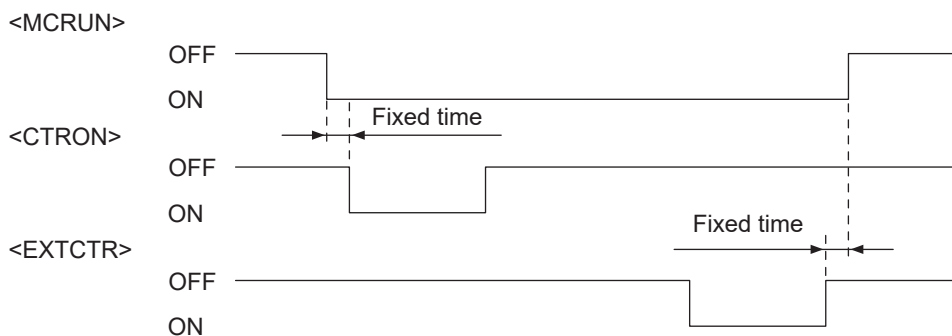 <MCRUN>
OFF
ON
Fixed time
<CTRON>
OFF
ON
Fixed time
<EXTCTR>
OFF
ON